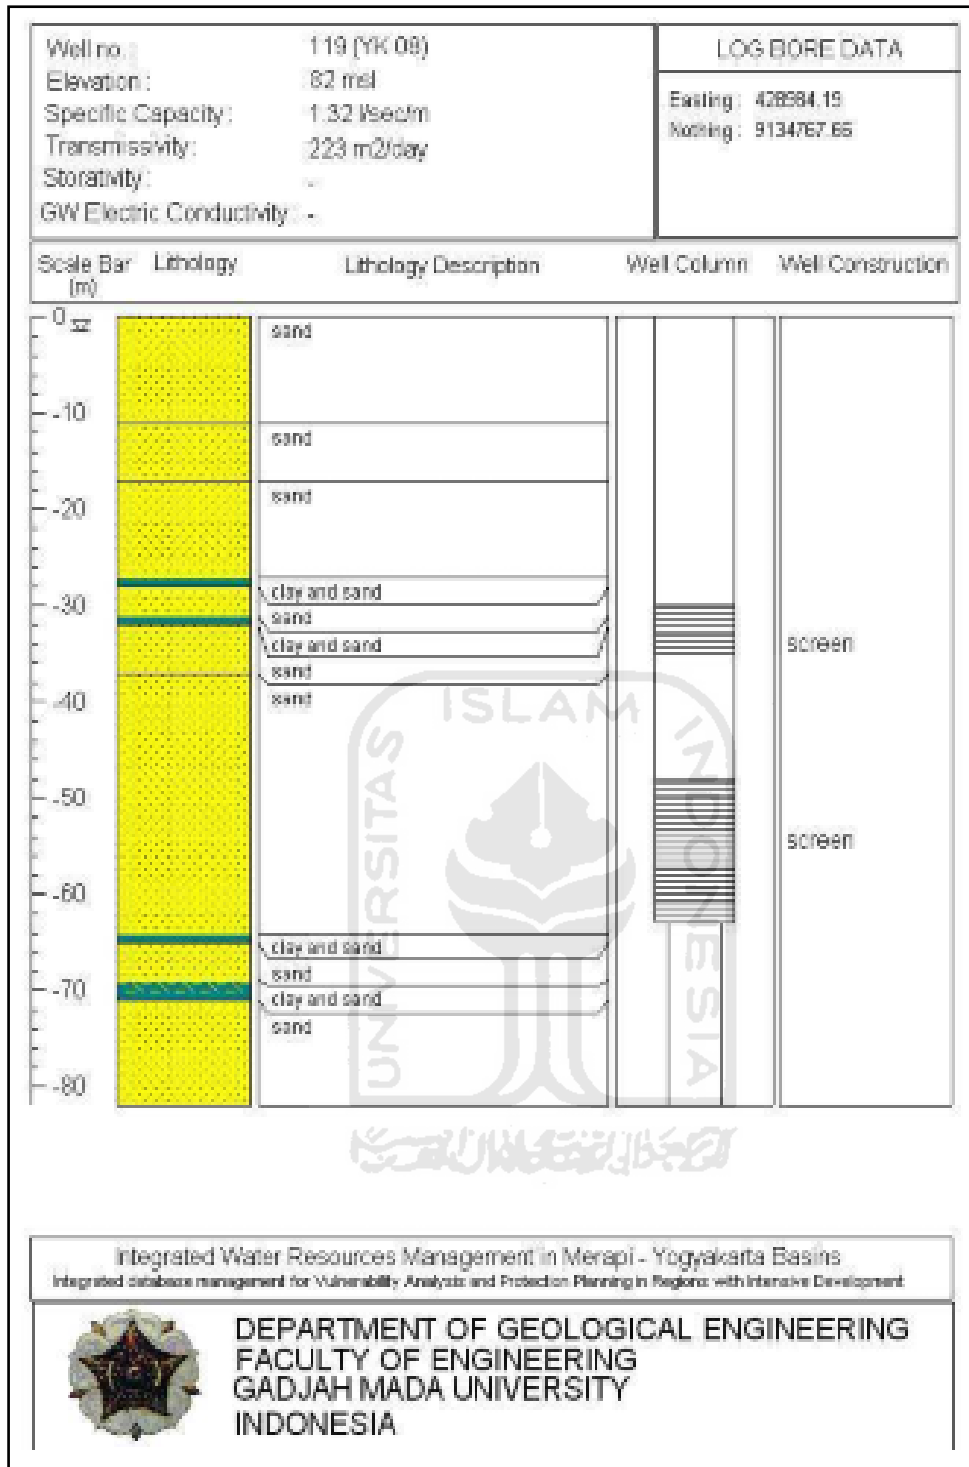 Well no. : 119 (YK 09)
Elevation : 82 msl
Specific Capacity : 1.32 l/sec/m
Transmissivity : 223 m2/day
Storativity : -
GW Electric Conductivity : -
LOG BORE DATA
Easting : 428984.19
Nothing : 9134767.66
Scale Bar (m) Lithology Lithology Description Well Column Well Construction
0
sand
-10
sand
sand
-20
clay and sand
-30
sand
clay and sand
screen
sand
sand
-40
-50
screen
-60
clay and sand
sand
-70
clay and sand
sand
-80
UNIVERSITAS ISLAM INDONESIA
Integrated Water Resources Management in Merapi - Yogyakarta Basins
Integrated database management for Vulnerability Analysis and Protection Planning in Regions with Intensive Development
DEPARTMENT OF GEOLOGICAL ENGINEERING
FACULTY OF ENGINEERING
GADJAH MADA UNIVERSITY
INDONESIA